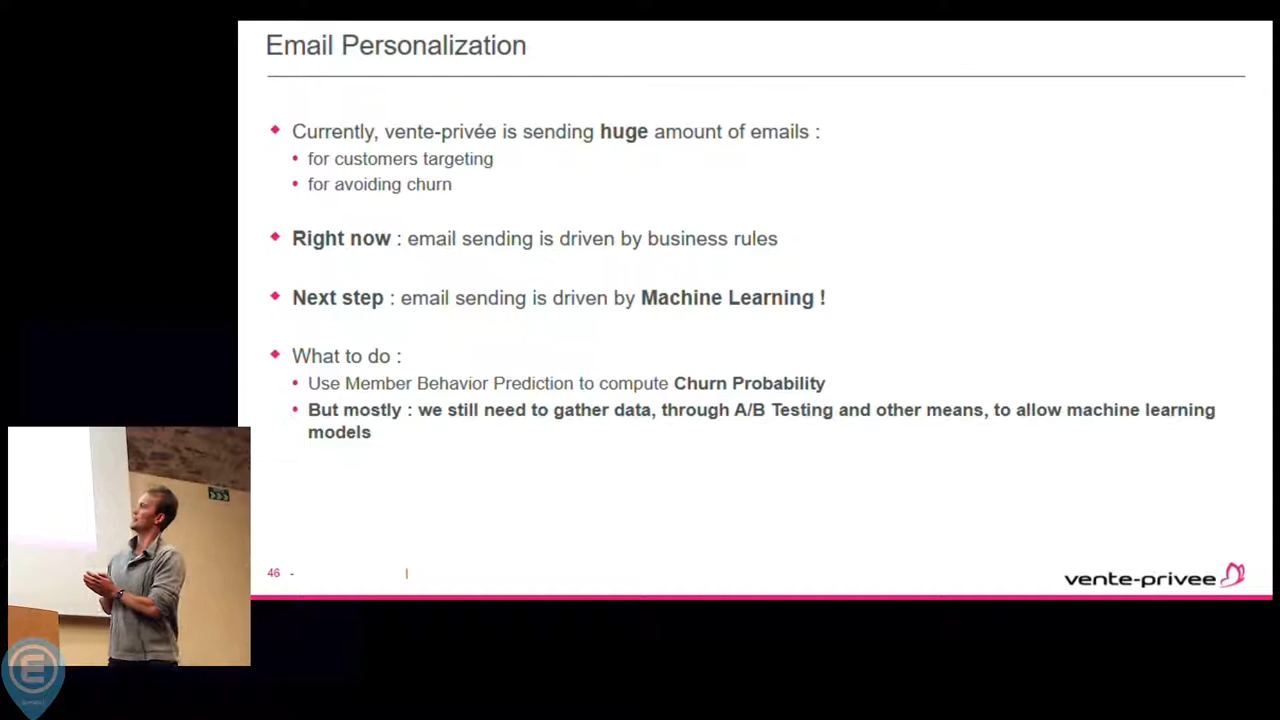 Email Personalization
Currently, vente-privée is sending huge amount of emails :
for customers targeting
for avoiding churn
Right now : email sending is driven by business rules
Next step : email sending is driven by Machine Learning !
What to do :
Use Member Behavior Prediction to compute Churn Probability
But mostly : we still need to gather data, through A/B Testing and other means, to allow machine learning
models
46 - |
vente-privee